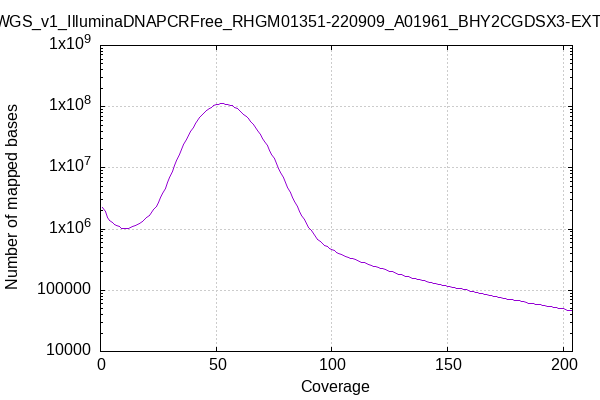 WGS_v1_IlluminaDNAPCRFree_RHGM01351-220909_A01961_BHY2CGDSX3-EXT
1x10^9
1x10^8
1x10^7
1x10^6
100000
10000
Number of mapped bases
0 50 100 150 200
Coverage